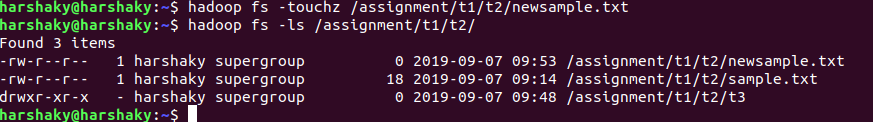 harshaky@harshaky:~$ hadoop fs -touchz /assignment/t1/t2/newsample.txt
harshaky@harshaky:~$ hadoop fs -ls /assignment/t1/t2/
Found 3 items
-rw-r--r--   1 harshaky supergroup          0 2019-09-07 09:53 /assignment/t1/t2/newsample.txt
-rw-r--r--   1 harshaky supergroup         18 2019-09-07 09:14 /assignment/t1/t2/sample.txt
drwxr-xr-x   - harshaky supergroup          0 2019-09-07 09:48 /assignment/t1/t2/t3
harshaky@harshaky:~$